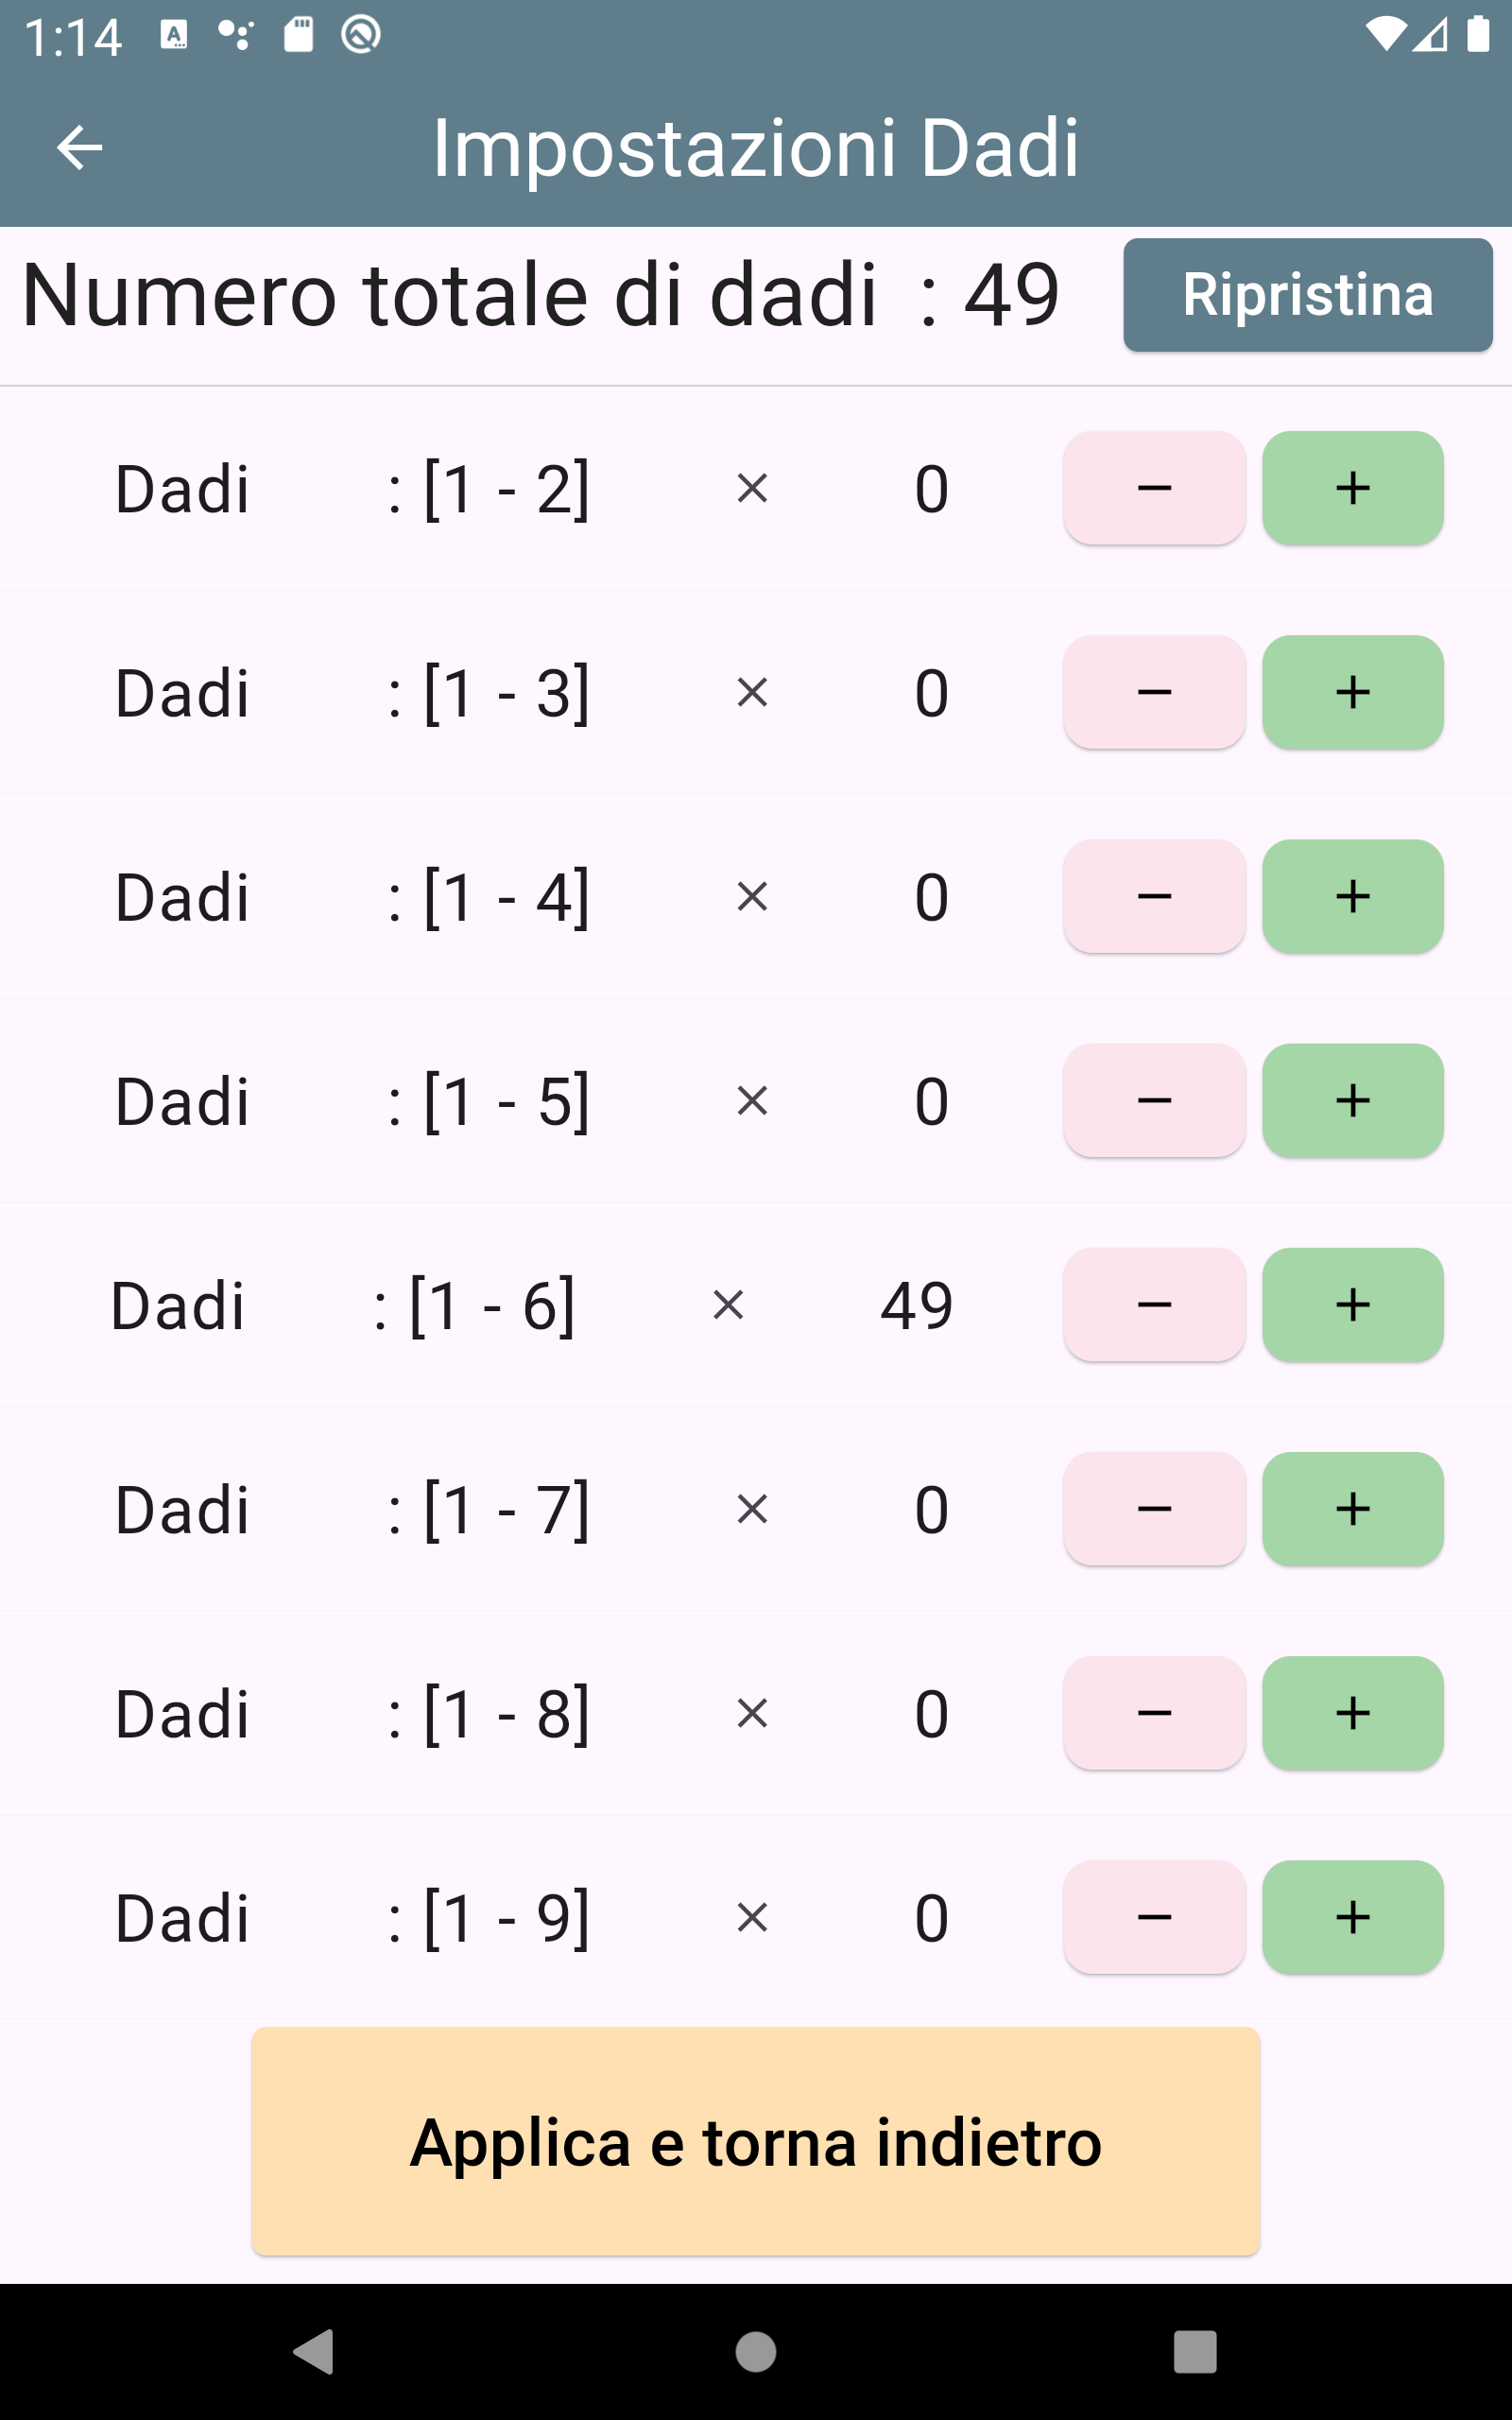 1:14
Impostazioni Dadi
Numero totale di dadi : 49 Ripristina
Dadi : [1 - 2] × 0 − +
Dadi : [1 - 3] × 0 − +
Dadi : [1 - 4] × 0 − +
Dadi : [1 - 5] × 0 − +
Dadi : [1 - 6] × 49 − +
Dadi : [1 - 7] × 0 − +
Dadi : [1 - 8] × 0 − +
Dadi : [1 - 9] × 0 − +
Applica e torna indietro